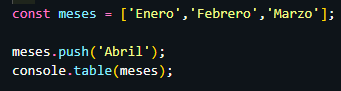 const meses = ['Enero','Febrero','Marzo'];
meses.push('Abril');
console.table(meses);